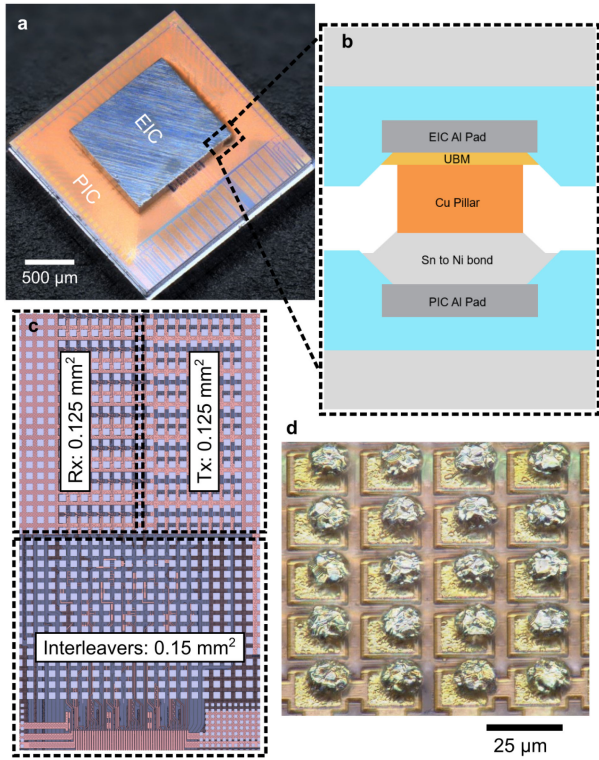 a
EIC
PIC
500 µm
b
EIC Al Pad
UBM
Cu Pillar
Sn to Ni bond
PIC Al Pad
c
Rx: 0.125 mm²
Tx: 0.125 mm²
Interleavers: 0.15 mm²
d
25 µm